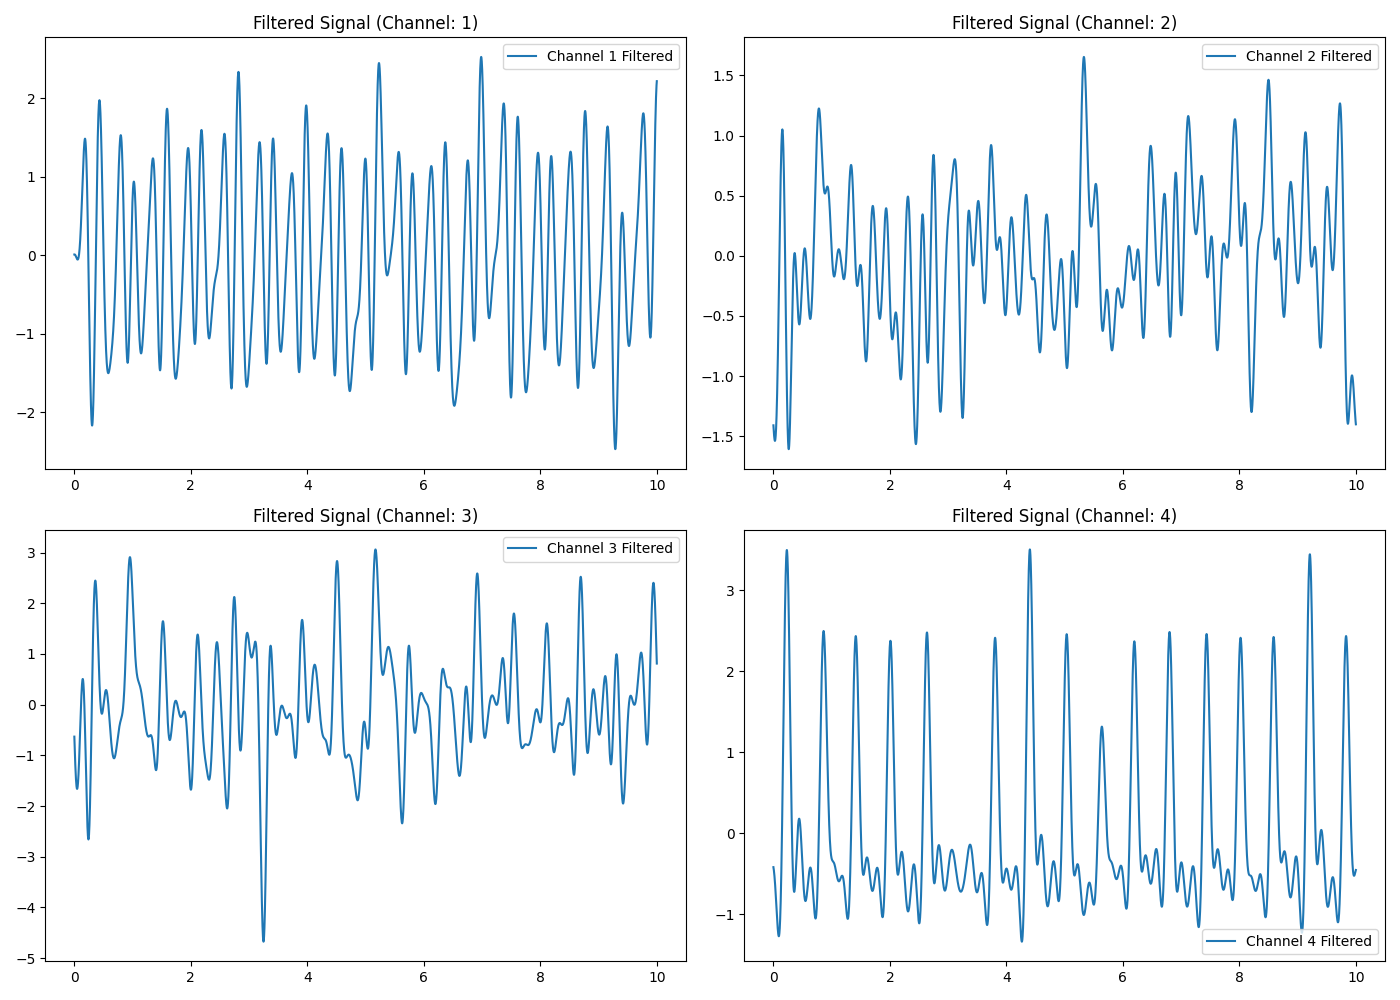 Filtered Signal (Channel: 1)
Channel 1 Filtered
2
1
0
−1
−2
0 2 4 6 8 10
Filtered Signal (Channel: 2)
Channel 2 Filtered
1.5
1.0
0.5
0.0
−0.5
−1.0
−1.5
0 2 4 6 8 10
Filtered Signal (Channel: 3)
Channel 3 Filtered
3
2
1
0
−1
−2
−3
−4
−5
0 2 4 6 8 10
Filtered Signal (Channel: 4)
3
2
1
0
−1
Channel 4 Filtered
0 2 4 6 8 10